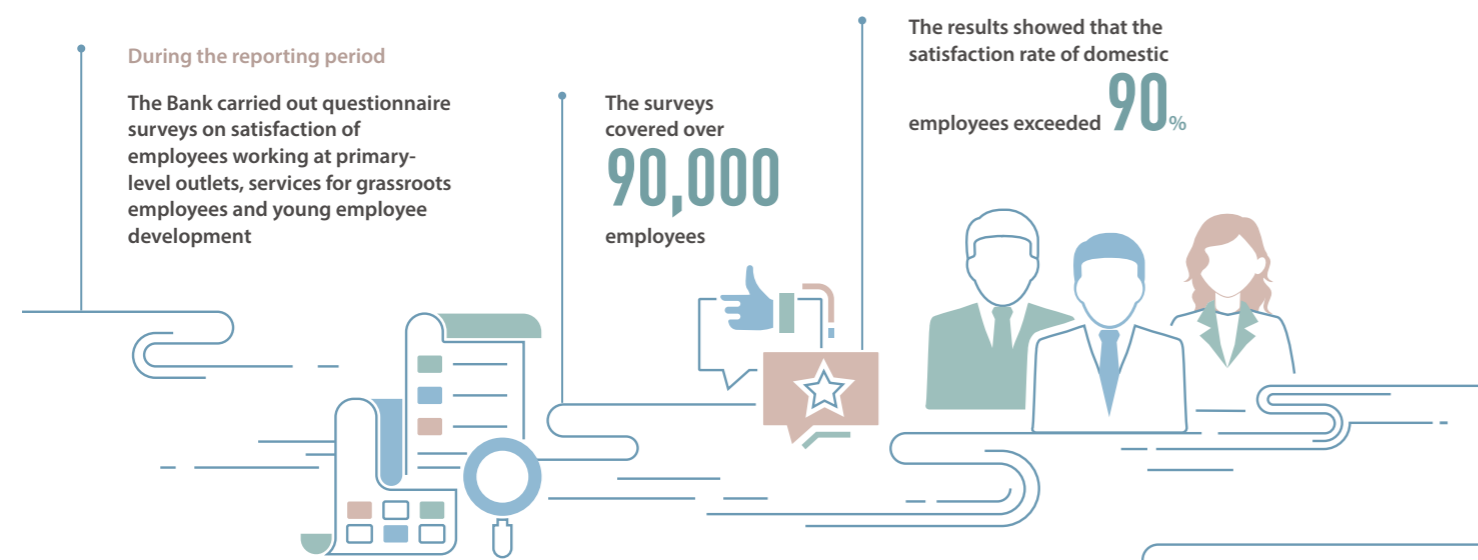 During the reporting period
The Bank carried out questionnaire
surveys on satisfaction of
employees working at primary-
level outlets, services for grassroots
employees and young employee
development
The surveys
covered over
90,000
employees
The results showed that the
satisfaction rate of domestic
employees exceeded 90%